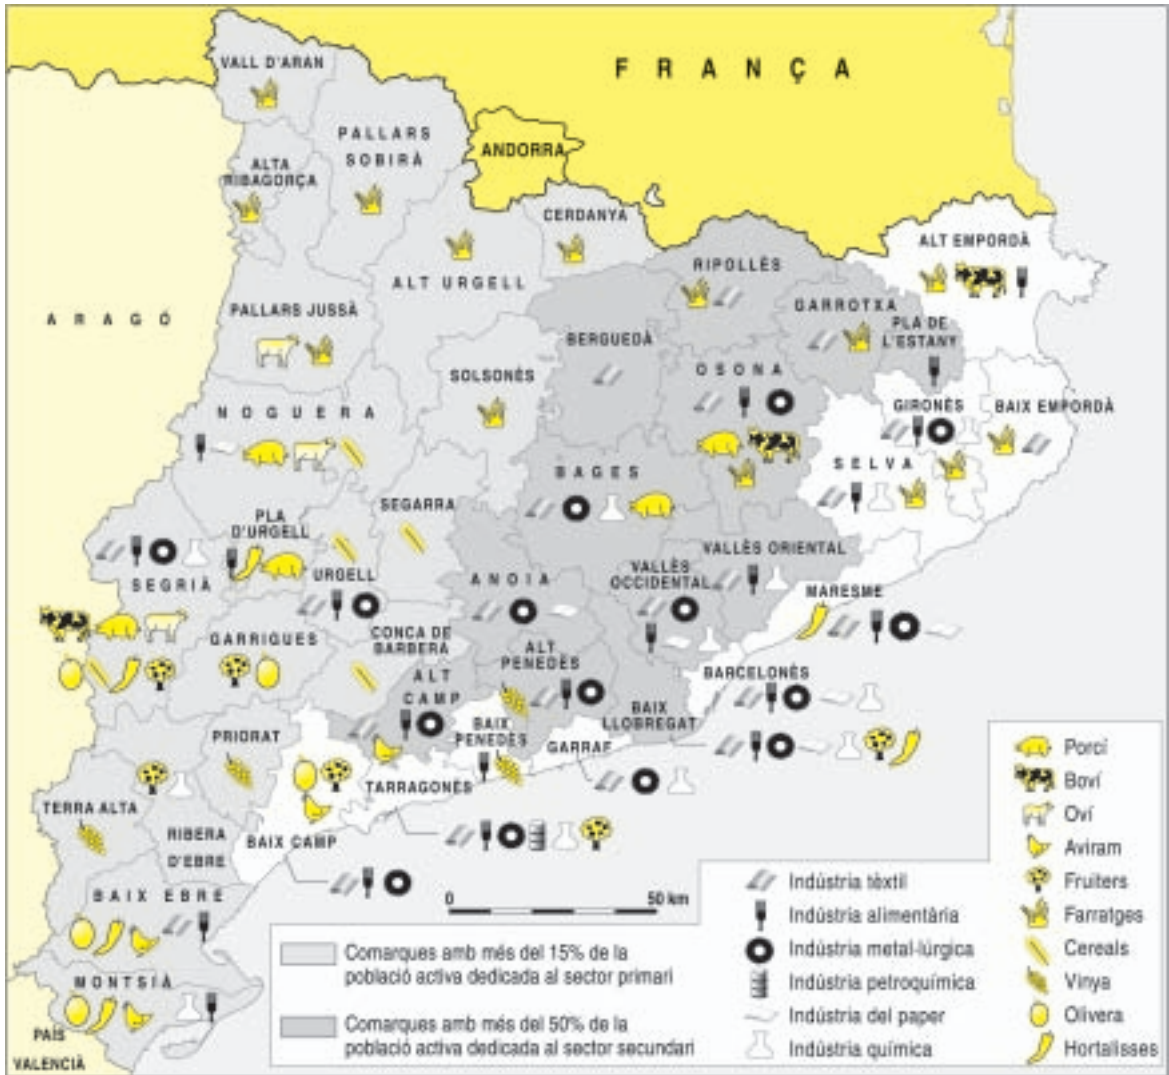 FRANÇA
VALL D'ARAN
PALLARS
SOBIRÀ
ANDORRA
ALTA
RIBAGORÇA
CERDANYA
ALT EMPORDÀ
RIPOLLÈS
ALT URGELL
GARROTXA
PALLARS JUSSÀ
ARAGÓ
PLA DE
L'ESTANY
BERGUEDÀ
SOLSONÈS
OSONA
NOGUERA
GIRONÈS
BAIX EMPORDÀ
SELVA
BAGES
SEGARRA
PLA
D'URGELL
VALLÈS ORIENTAL
VALLÈS
OCCIDENTAL
URGELL
ANOIA
SEGRIÀ
MARESME
GARRIGUES
CONCA DE
BARBERÀ
ALT
PENEDÈS
BARCELONÈS
ALT
CAMP
BAIX
LLOBREGAT
BAIX
PENEDÈS
PRIORAT
GARRAF
TARRAGONÈS
TERRA ALTA
RIBERA
D'EBRE
BAIX CAMP
BAIX EBRE
MONTSIÀ
PAÍS
VALENCIÀ
0 50 km
Comarques amb més del 15% de la
població activa dedicada al sector primari
Comarques amb més del 50% de la
població activa dedicada al sector secundari
Indústria tèxtil
Indústria alimentària
Indústria metal·lúrgica
Indústria petroquímica
Indústria del paper
Indústria química
Porcí
Boví
Oví
Aviram
Fruiters
Farratges
Cereals
Vinya
Olivera
Hortalisses